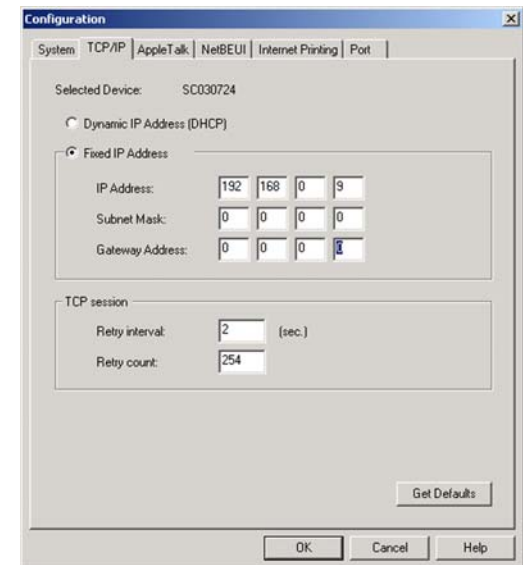 Configuration
System TCP/IP AppleTalk NetBEUI Internet Printing Port
Selected Device: SC030724
Dynamic IP Address (DHCP)
Fixed IP Address
IP Address: 192 168 0 9
Subnet Mask: 0 0 0 0
Gateway Address: 0 0 0 0
TCP session
Retry interval: 2 (sec.)
Retry count: 254
Get Defaults
OK Cancel Help